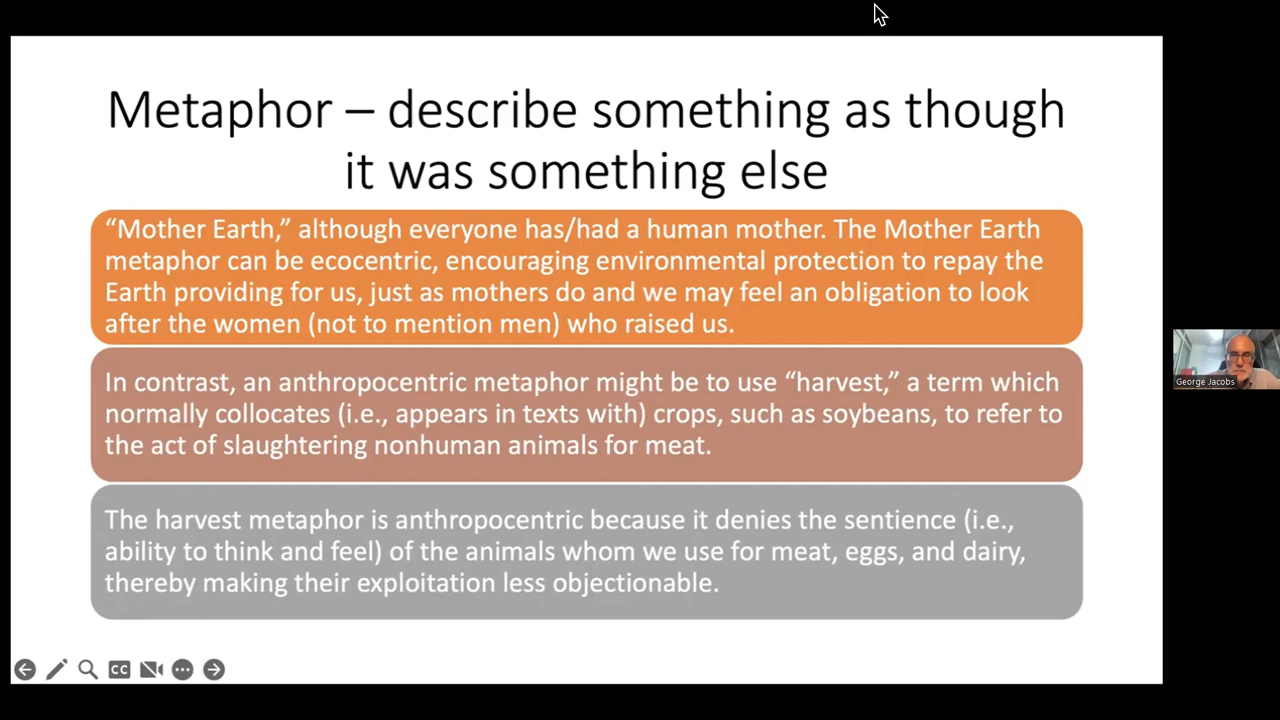 Metaphor – describe something as though
it was something else
“Mother Earth,” although everyone has/had a human mother. The Mother Earth
metaphor can be ecocentric, encouraging environmental protection to repay the
Earth providing for us, just as mothers do and we may feel an obligation to look
after the women (not to mention men) who raised us.
In contrast, an anthropocentric metaphor might be to use “harvest,” a term which
normally collocates (i.e., appears in texts with) crops, such as soybeans, to refer to
the act of slaughtering nonhuman animals for meat.
The harvest metaphor is anthropocentric because it denies the sentience (i.e.,
ability to think and feel) of the animals whom we use for meat, eggs, and dairy,
thereby making their exploitation less objectionable.
George Jacobs
CC